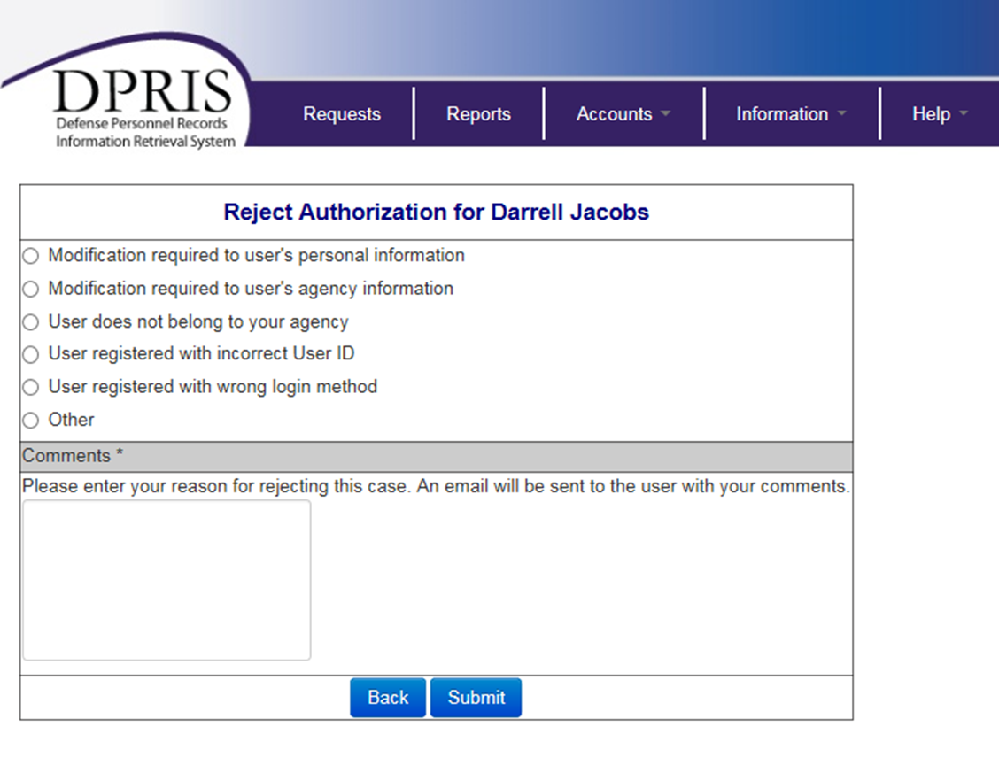 DPRIS
Defense Personnel Records
Information Retrieval System
Requests Reports Accounts Information Help
Reject Authorization for Darrell Jacobs
Modification required to user's personal information
Modification required to user's agency information
User does not belong to your agency
User registered with incorrect User ID
User registered with wrong login method
Other
Comments *
Please enter your reason for rejecting this case. An email will be sent to the user with your comments.
Back Submit